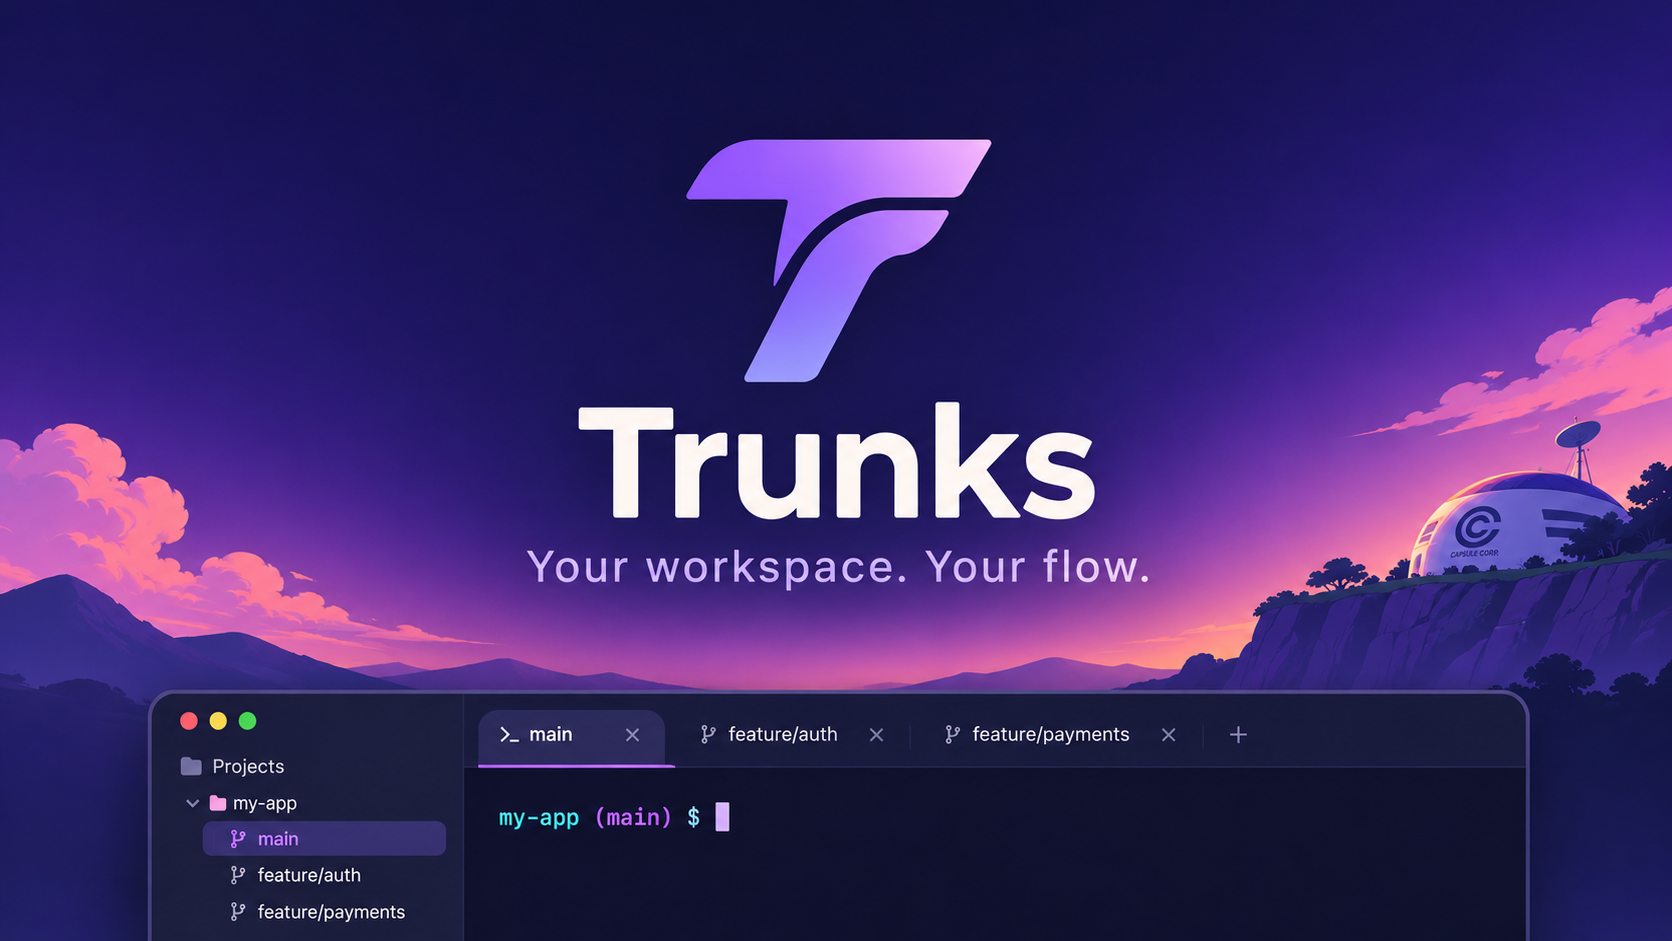 Trunks
Your workspace. Your flow.
CAPSULE CORP.
Projects
my-app
main
feature/auth
feature/payments
>_ main
feature/auth
feature/payments
my-app (main) $